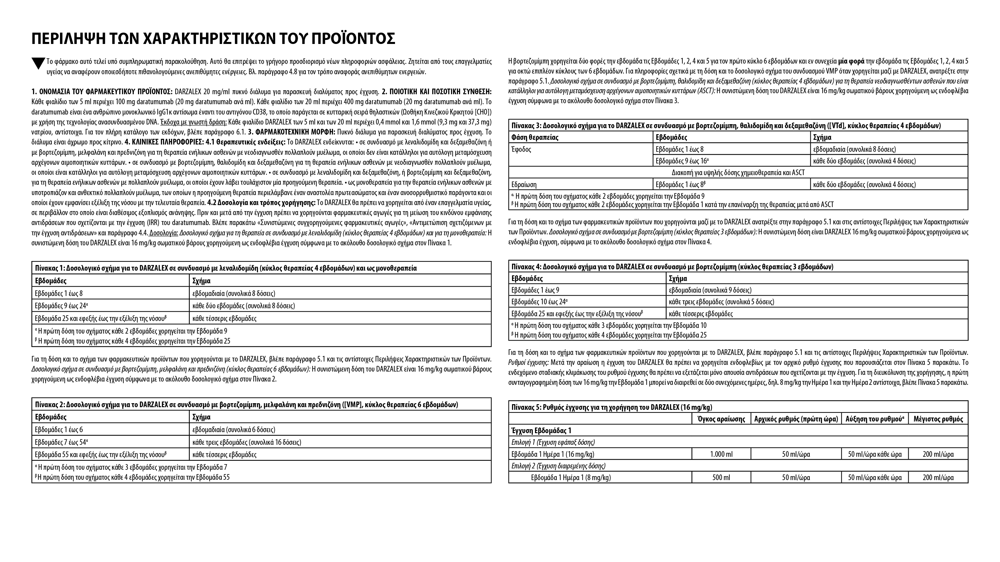 ΠΕΡΙΛΗΨΗ ΤΩΝ ΧΑΡΑΚΤΗΡΙΣΤΙΚΩΝ ΤΟΥ ΠΡΟΪΟΝΤΟΣ
Το φάρμακο αυτό τελεί υπό συμπληρωματική παρακολούθηση. Αυτό θα επιτρέψει το γρήγορο προσδιορισμό νέων πληροφοριών ασφάλειας. Ζητείται από τους επαγγελματίες
υγείας να αναφέρουν οποιεσδήποτε πιθανολογούμενες ανεπιθύμητες ενέργειες. Βλ. παράγραφο 4.8 για τον τρόπο αναφοράς ανεπιθύμητων ενεργειών.
1. ΟΝΟΜΑΣΙΑ ΤΟΥ ΦΑΡΜΑΚΕΥΤΙΚΟΥ ΠΡΟΪΟΝΤΟΣ: DARZALEX 20 mg/ml πυκνό διάλυμα για παρασκευή διαλύματος προς έγχυση. 2. ΠΟΙΟΤΙΚΗ ΚΑΙ ΠΟΣΟΤΙΚΗ ΣΥΝΘΕΣΗ:
Κάθε φιαλίδιο των 5 ml περιέχει 100 mg daratumumab (20 mg daratumumab ανά ml). Κάθε φιαλίδιο των 20 ml περιέχει 400 mg daratumumab (20 mg daratumumab ανά ml). Το
daratumumab είναι ένα ανθρώπινο μονοκλωνικό IgG1κ αντίσωμα έναντι του αντιγόνου CD38, το οποίο παράγεται σε κυτταρική σειρά θηλαστικών (Ωοθήκη Κινεζικού Κρικητού [CHO])
με χρήση της τεχνολογίας ανασυνδυασμένου DNA. Έκδοχα με γνωστή δράση: Κάθε φιαλίδιο DARZALEX των 5 ml και των 20 ml περιέχει 0,4 mmol και 1,6 mmol (9,3 mg και 37,3 mg)
νατρίου, αντίστοιχα. Για τον πλήρη κατάλογο των εκδόχων, βλέπε παράγραφο 6.1. 3. ΦΑΡΜΑΚΟΤΕΧΝΙΚΗ ΜΟΡΦΗ: Πυκνό διάλυμα για παρασκευή διαλύματος προς έγχυση. Το
διάλυμα είναι άχρωμο προς κίτρινο. 4. ΚΛΙΝΙΚΕΣ ΠΛΗΡΟΦΟΡΙΕΣ: 4.1 Θεραπευτικές ενδείξεις: Το DARZALEX ενδείκνυται: • σε συνδυασμό με λεναλιδομίδη και δεξαμεθαζόνη ή
με βορτεζομίμπη, μελφαλάνη και πρεδνιζόνη για τη θεραπεία ενήλικων ασθενών με νεοδιαγνωσθέν πολλαπλούν μυέλωμα, οι οποίοι δεν είναι κατάλληλοι για αυτόλογη μεταμόσχευση
αρχέγονων αιμοποιητικών κυττάρων. • σε συνδυασμό με βορτεζομίμπη, θαλιδομίδη και δεξαμεθαζόνη για τη θεραπεία ενήλικων ασθενών με νεοδιαγνωσθέν πολλαπλούν μυέλωμα,
οι οποίοι είναι κατάλληλοι για αυτόλογη μεταμόσχευση αρχέγονων αιμοποιητικών κυττάρων. • σε συνδυασμό με λεναλιδομίδη και δεξαμεθαζόνη, ή βορτεζομίμπη και δεξαμεθαζόνη,
για τη θεραπεία ενήλικων ασθενών με πολλαπλούν μυέλωμα, οι οποίοι έχουν λάβει τουλάχιστον μία προηγούμενη θεραπεία. • ως μονοθεραπεία για την θεραπεία ενήλικων ασθενών με
υποτροπιάζον και ανθεκτικό πολλαπλούν μυέλωμα, των οποίων η προηγούμενη θεραπεία περιελάμβανε έναν αναστολέα πρωτεασώματος και έναν ανοσορρυθμιστικό παράγοντα και οι
οποίοι έχουν εμφανίσει εξέλιξη της νόσου με την τελευταία θεραπεία. 4.2 Δοσολογία και τρόπος χορήγησης: Το DARZALEX θα πρέπει να χορηγείται από έναν επαγγελματία υγείας,
σε περιβάλλον στο οποίο είναι διαθέσιμος εξοπλισμός ανάνηψης. Πριν και μετά από την έγχυση πρέπει να χορηγούνται φαρμακευτικές αγωγές για τη μείωση του κινδύνου εμφάνισης
αντιδράσεων που σχετίζονται με την έγχυση (IRR) του daratumumab. Βλέπε παρακάτω «Συνιστώμενες συγχορηγούμενες φαρμακευτικές αγωγές», «Αντιμετώπιση σχετιζόμενων με
την έγχυση αντιδράσεων» και παράγραφο 4.4. Δοσολογία: Δοσολογικό σχήμα για τη θεραπεία σε συνδυασμό με λεναλιδομίδη (κύκλος θεραπείας 4 εβδομάδων) και για τη μονοθεραπεία: Η
συνιστώμενη δόση του DARZALEX είναι 16 mg/kg σωματικού βάρους χορηγούμενη ως ενδοφλέβια έγχυση σύμφωνα με το ακόλουθο δοσολογικό σχήμα στον Πίνακα 1.
Πίνακας 1: Δοσολογικό σχήμα για το DARZALEX σε συνδυασμό με λεναλιδομίδη (κύκλος θεραπείας 4 εβδομάδων) και ως μονοθεραπεία
Εβδομάδες Σχήμα
Εβδομάδες 1 έως 8 εβδομαδιαία (συνολικά 8 δόσεις)
Εβδομάδες 9 έως 24ᵅ κάθε δύο εβδομάδες (συνολικά 8 δόσεις)
Εβδομάδα 25 και εφεξής έως την εξέλιξη της νόσουᵝ κάθε τέσσερις εβδομάδες
ᵅ Η πρώτη δόση του σχήματος κάθε 2 εβδομάδες χορηγείται την Εβδομάδα 9
ᵝ Η πρώτη δόση του σχήματος κάθε 4 εβδομάδες χορηγείται την Εβδομάδα 25
Για τη δόση και το σχήμα των φαρμακευτικών προϊόντων που χορηγούνται με το DARZALEX, βλέπε παράγραφο 5.1 και τις αντίστοιχες Περιλήψεις Χαρακτηριστικών των Προϊόντων.
Δοσολογικό σχήμα σε συνδυασμό με βορτεζομίμπη, μελφαλάνη και πρεδνιζόνη (κύκλος θεραπείας 6 εβδομάδων): Η συνιστώμενη δόση του DARZALEX είναι 16 mg/kg σωματικού βάρους
χορηγούμενη ως ενδοφλέβια έγχυση σύμφωνα με το ακόλουθο δοσολογικό σχήμα στον Πίνακα 2.
Πίνακας 2: Δοσολογικό σχήμα για το DARZALEX σε συνδυασμό με βορτεζομίμπη, μελφαλάνη και πρεδνιζόνη ([VMP], κύκλος θεραπείας 6 εβδομάδων)
Εβδομάδες Σχήμα
Εβδομάδες 1 έως 6 εβδομαδιαία (συνολικά 6 δόσεις)
Εβδομάδες 7 έως 54ᵅ κάθε τρεις εβδομάδες (συνολικά 16 δόσεις)
Εβδομάδα 55 και εφεξής έως την εξέλιξη της νόσουᵝ κάθε τέσσερις εβδομάδες
ᵅ Η πρώτη δόση του σχήματος κάθε 3 εβδομάδες χορηγείται την Εβδομάδα 7
ᵝ Η πρώτη δόση του σχήματος κάθε 4 εβδομάδες χορηγείται την Εβδομάδα 55
Η βορτεζομίμπη χορηγείται δύο φορές την εβδομάδα τις Εβδομάδες 1, 2, 4 και 5 για τον πρώτο κύκλο 6 εβδομάδων και εν συνεχεία μία φορά την εβδομάδα τις Εβδομάδες 1, 2, 4 και 5
για οκτώ επιπλέον κύκλους των 6 εβδομάδων. Για πληροφορίες σχετικά με τη δόση και το δοσολογικό σχήμα του συνδυασμού VMP όταν χορηγείται μαζί με DARZALEX, ανατρέξτε στην
παράγραφο 5.1. Δοσολογικό σχήμα σε συνδυασμό με βορτεζομίμπη, θαλιδομίδη και δεξαμεθαζόνη (κύκλος θεραπείας 4 εβδομάδων) για τη θεραπεία νεοδιαγνωσθέντων ασθενών που είναι
κατάλληλοι για αυτόλογη μεταμόσχευση αρχέγονων αιμοποιητικών κυττάρων (ASCT): Η συνιστώμενη δόση του DARZALEX είναι 16 mg/kg σωματικού βάρους χορηγούμενη ως ενδοφλέβια
έγχυση σύμφωνα με το ακόλουθο δοσολογικό σχήμα στον Πίνακα 3.
Πίνακας 3: Δοσολογικό σχήμα για το DARZALEX σε συνδυασμό με βορτεζομίμπη, θαλιδομίδη και δεξαμεθαζόνη ([VTd], κύκλος θεραπείας 4 εβδομάδων)
Φάση θεραπείας Εβδομάδες Σχήμα
Έφοδος Εβδομάδες 1 έως 8 εβδομαδιαία (συνολικά 8 δόσεις)
Εβδομάδες 9 έως 16ᵅ κάθε δύο εβδομάδες (συνολικά 4 δόσεις)
Διακοπή για υψηλής δόσης χημειοθεραπεία και ASCT
Εδραίωση Εβδομάδες 1 έως 8ᵝ κάθε δύο εβδομάδες (συνολικά 4 δόσεις)
ᵅ· Η πρώτη δόση του σχήματος κάθε 2 εβδομάδες χορηγείται την Εβδομάδα 9
ᵝ Η πρώτη δόση του σχήματος κάθε 2 εβδομάδες χορηγείται την Εβδομάδα 1 κατά την επανέναρξη της θεραπείας μετά από ASCT
Για τη δόση και το σχήμα των φαρμακευτικών προϊόντων που χορηγούνται μαζί με το DARZALEX ανατρέξτε στην παράγραφο 5.1 και στις αντίστοιχες Περιλήψεις των Χαρακτηριστικών
των Προϊόντων. Δοσολογικό σχήμα σε συνδυασμό με βορτεζομίμπη (κύκλος θεραπείας 3 εβδομάδων): Η συνιστώμενη δόση είναι DARZALEX 16 mg/kg σωματικού βάρους χορηγούμενα ως
ενδοφλέβια έγχυση, σύμφωνα με το ακόλουθο δοσολογικό σχήμα στον Πίνακα 4.
Πίνακας 4: Δοσολογικό σχήμα για το DARZALEX σε συνδυασμό με βορτεζομίμπη (κύκλος θεραπείας 3 εβδομάδων)
Εβδομάδες Σχήμα
Εβδομάδες 1 έως 9 εβδομαδιαία (συνολικά 9 δόσεις)
Εβδομάδες 10 έως 24ᵅ κάθε τρεις εβδομάδες (συνολικά 5 δόσεις)
Εβδομάδα 25 και εφεξής έως την εξέλιξη της νόσουᵝ κάθε τέσσερις εβδομάδες
ᵅ Η πρώτη δόση του σχήματος κάθε 3 εβδομάδες χορηγείται την Εβδομάδα 10
ᵝ Η πρώτη δόση του σχήματος κάθε 4 εβδομάδες χορηγείται την Εβδομάδα 25
Για τη δόση και το σχήμα των φαρμακευτικών προϊόντων που χορηγούνται με το DARZALEX, βλέπε παράγραφο 5.1 και τις αντίστοιχες Περιλήψεις Χαρακτηριστικών των Προϊόντων.
Ρυθμοί έγχυσης: Μετά την αραίωση η έγχυση του DARZALEX θα πρέπει να χορηγείται ενδοφλεβίως με τον αρχικό ρυθμό έγχυσης που παρουσιάζεται στον Πίνακα 5 παρακάτω. Το
ενδεχόμενο σταδιακής κλιμάκωσης του ρυθμού έγχυσης θα πρέπει να εξετάζεται μόνο απουσία αντιδράσεων που σχετίζονται με την έγχυση. Για τη διευκόλυνση της χορήγησης, η πρώτη
συνταγογραφημένη δόση των 16 mg/kg την Εβδομάδα 1 μπορεί να διαιρεθεί σε δύο συνεχόμενες ημέρες, δηλ. 8 mg/kg την Ημέρα 1 και την Ημέρα 2 αντίστοιχα, βλέπε Πίνακα 5 παρακάτω.
Πίνακας 5: Ρυθμός έγχυσης για τη χορήγηση του DARZALEX (16 mg/kg)
Όγκος αραίωσης Αρχικός ρυθμός (πρώτη ώρα) Αύξηση του ρυθμούᵅ Μέγιστος ρυθμός
Έγχυση Εβδομάδας 1
Επιλογή 1 (Έγχυση εφάπαξ δόσης)
Εβδομάδα 1 Ημέρα 1 (16 mg/kg) 1.000 ml 50 ml/ώρα 50 ml/ώρα κάθε ώρα 200 ml/ώρα
Επιλογή 2 (Έγχυση διαιρεμένης δόσης)
Εβδομάδα 1 Ημέρα 1 (8 mg/kg) 500 ml 50 ml/ώρα 50 ml/ώρα κάθε ώρα 200 ml/ώρα